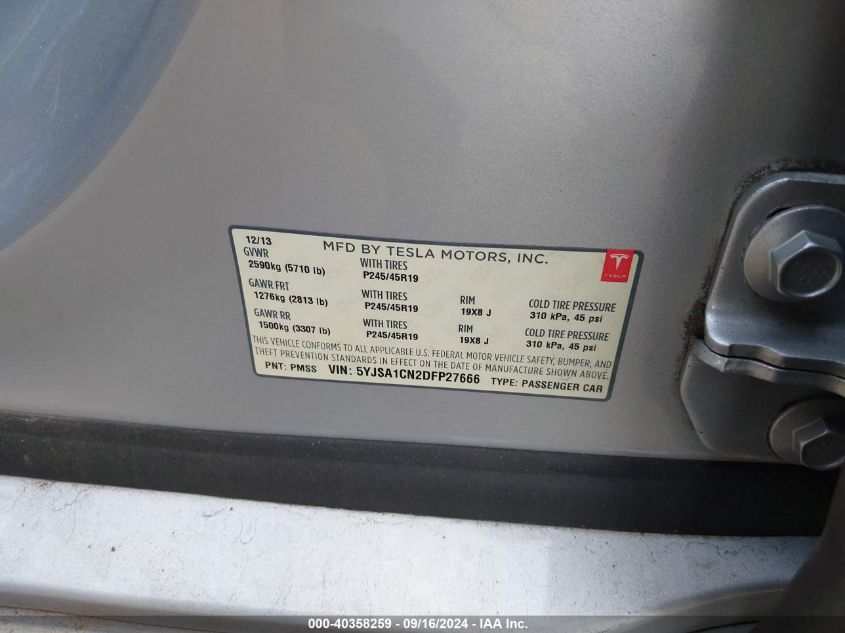 12/13
MFD BY TESLA MOTORS, INC.
GVWR
2590kg (5710 lb)
WITH TIRES
P245/45R19
TESLA
GAWR FRT
1276kg (2813 lb)
WITH TIRES
P245/45R19
RIM
19X8 J
COLD TIRE PRESSURE
310 kPa, 45 psi
GAWR RR
1500kg (3307 lb)
WITH TIRES
P245/45R19
RIM
19X8 J
COLD TIRE PRESSURE
310 kPa, 45 psi
THIS VEHICLE CONFORMS TO ALL APPLICABLE U.S. FEDERAL MOTOR VEHICLE SAFETY, BUMPER, AND
THEFT PREVENTION STANDARDS IN EFFECT ON THE DATE OF MANUFACTURE SHOWN ABOVE.
PNT: PMSS VIN: 5YJSA1CN2DFP27666 TYPE: PASSENGER CAR
000-40358259 - 09/16/2024 - IAA Inc.